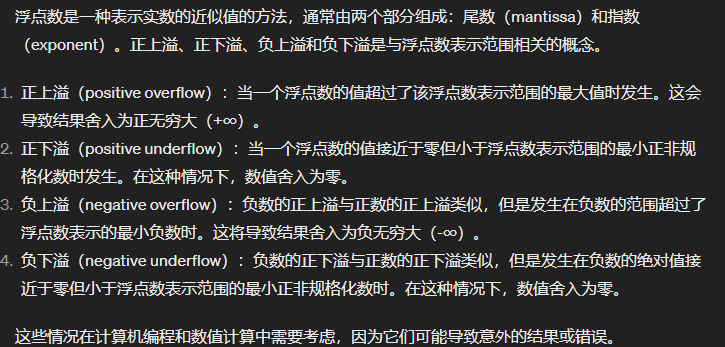 浮点数是一种表示实数的近似值的方法，通常由两个部分组成：尾数（mantissa）和指数
（exponent）。正上溢、正下溢、负上溢和负下溢是与浮点数表示范围相关的概念。
1. 正上溢（positive overflow）：当一个浮点数的值超过了该浮点数表示范围的最大值时发生。这会
导致结果舍入为正无穷大（+∞）。
2. 正下溢（positive underflow）：当一个浮点数的值接近于零但小于浮点数表示范围的最小正非规
格化数时发生。在这种情况下，数值舍入为零。
3. 负上溢（negative overflow）：负数的正上溢与正数的正上溢类似，但是发生在负数的范围超过了
浮点数表示的最小负数时。这将导致结果舍入为负无穷大（-∞）。
4. 负下溢（negative underflow）：负数的正下溢与正数的正下溢类似，但是发生在负数的绝对值接
近于零但小于浮点数表示范围的最小正非规格化数时。在这种情况下，数值舍入为零。
这些情况在计算机编程和数值计算中需要考虑，因为它们可能导致意外的结果或错误。